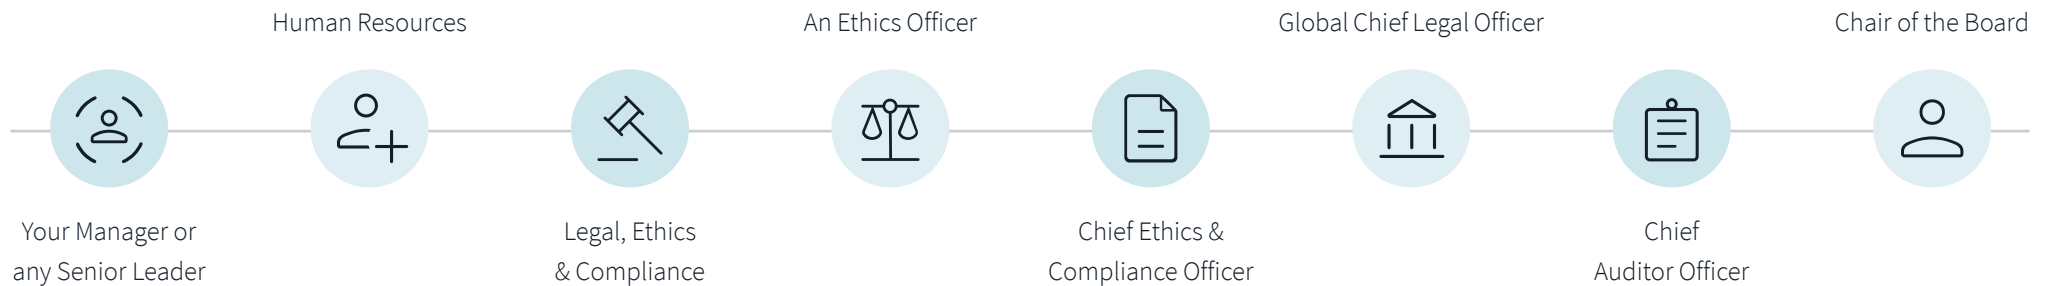 Human Resources
An Ethics Officer
Global Chief Legal Officer
Chair of the Board
Your Manager or
any Senior Leader
Legal, Ethics
& Compliance
Chief Ethics &
Compliance Officer
Chief
Auditor Officer